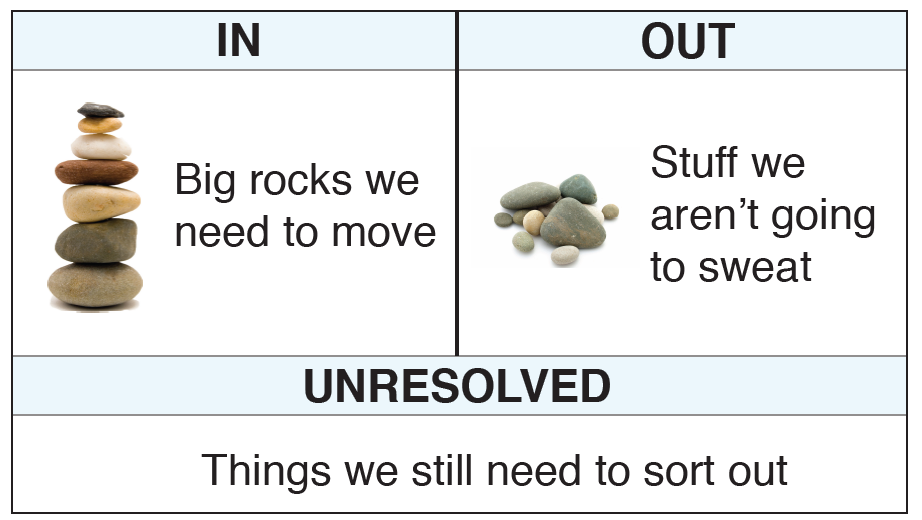 IN
OUT
Big rocks we
need to move
Stuff we
aren’t going
to sweat
UNRESOLVED
Things we still need to sort out